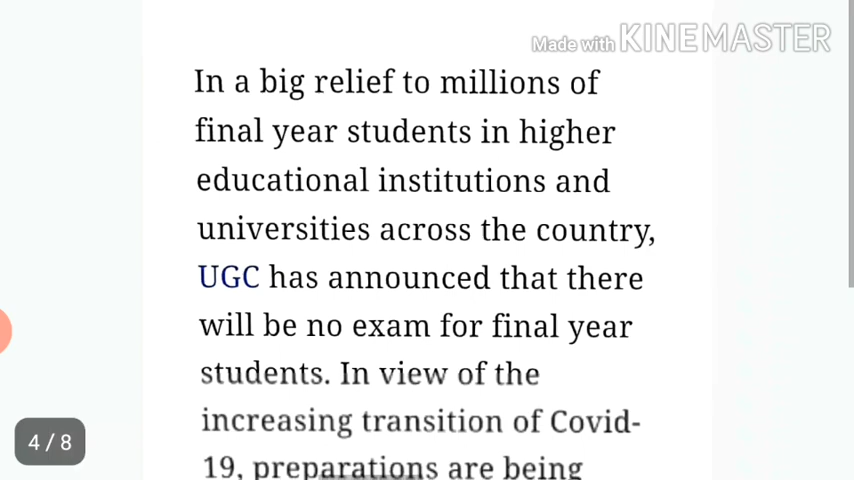 Made with KINEMASTER
In a big relief to millions of
final year students in higher
educational institutions and
universities across the country,
UGC has announced that there
will be no exam for final year
students. In view of the
increasing transition of Covid-
19, preparations are being
4 / 8